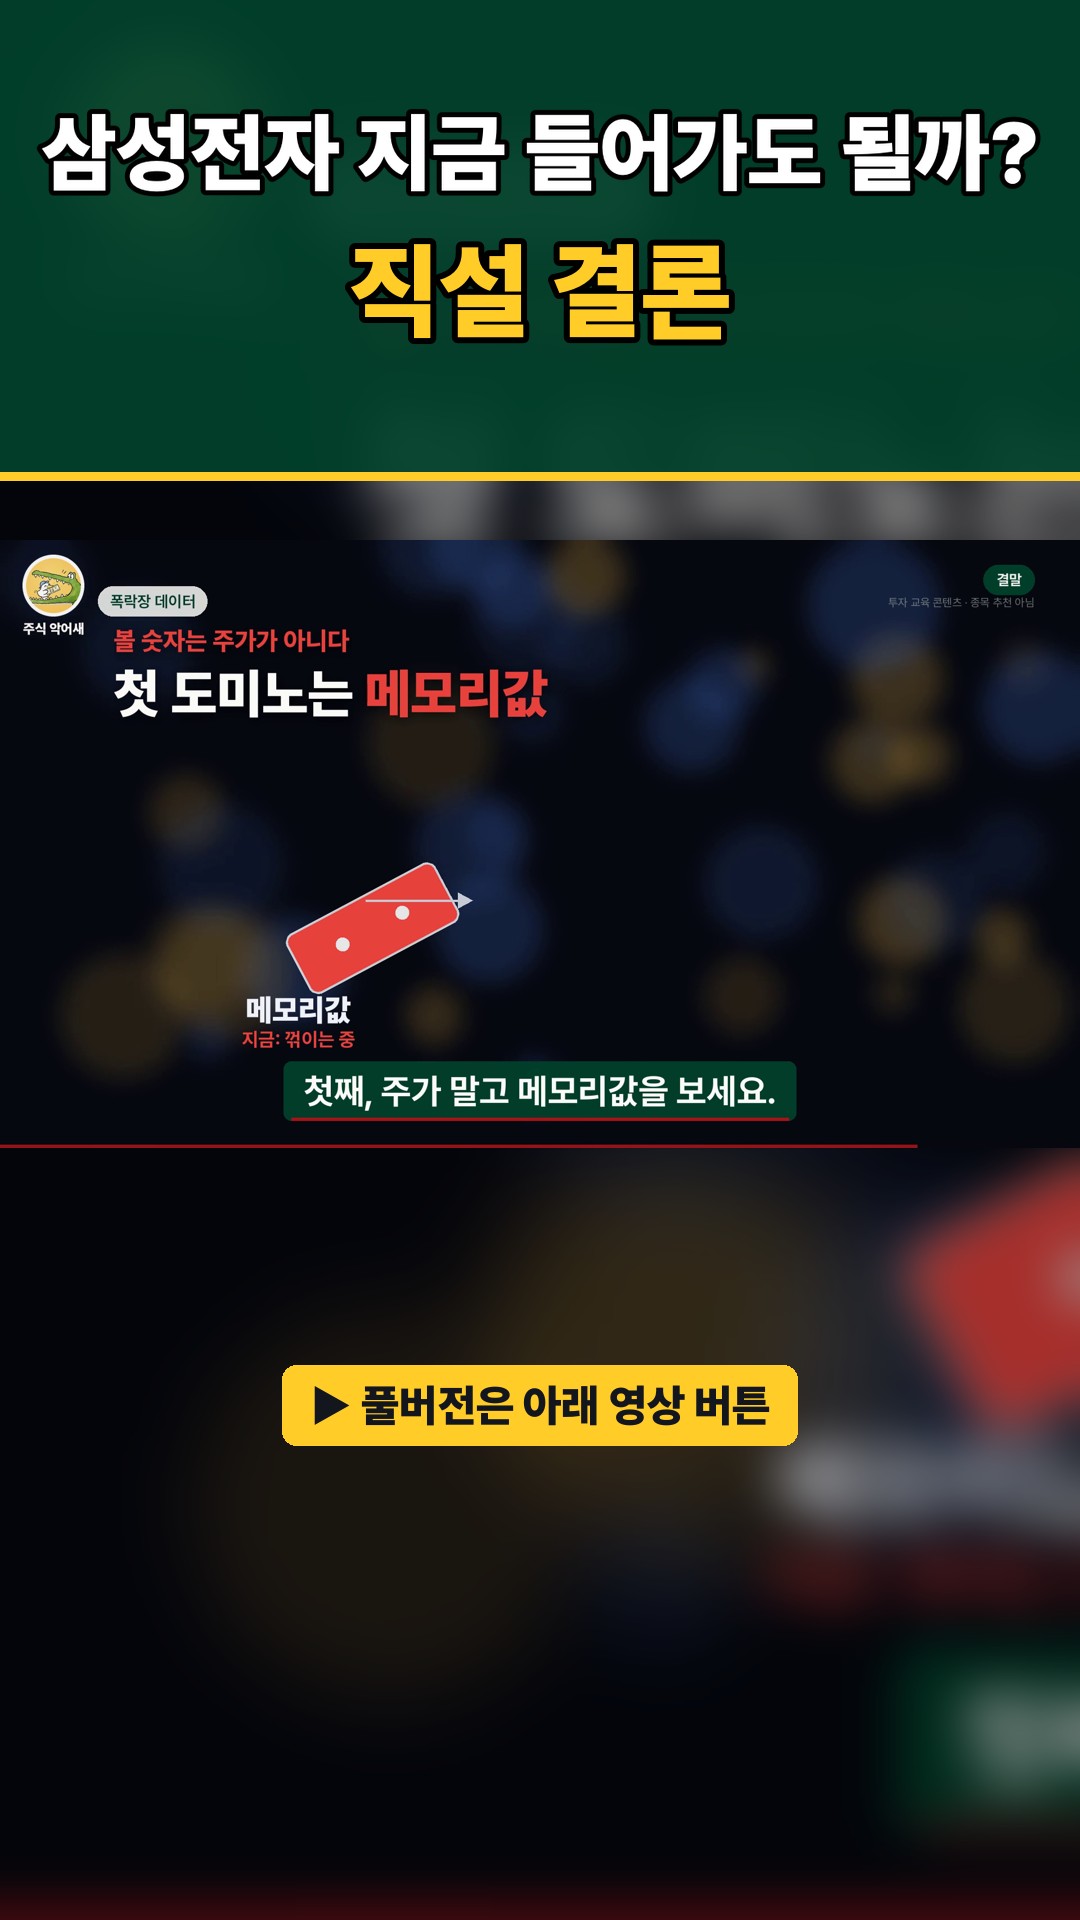 삼성전자 지금 들어가도 될까?
직설 결론
주식 악어새
폭락장 데이터
결말
투자 교육 콘텐츠 · 종목 추천 아님
볼 숫자는 주가가 아니다
첫 도미노는 메모리값
메모리값
지금: 꺾이는 중
첫째, 주가 말고 메모리값을 보세요.
▶ 풀버전은 아래 영상 버튼